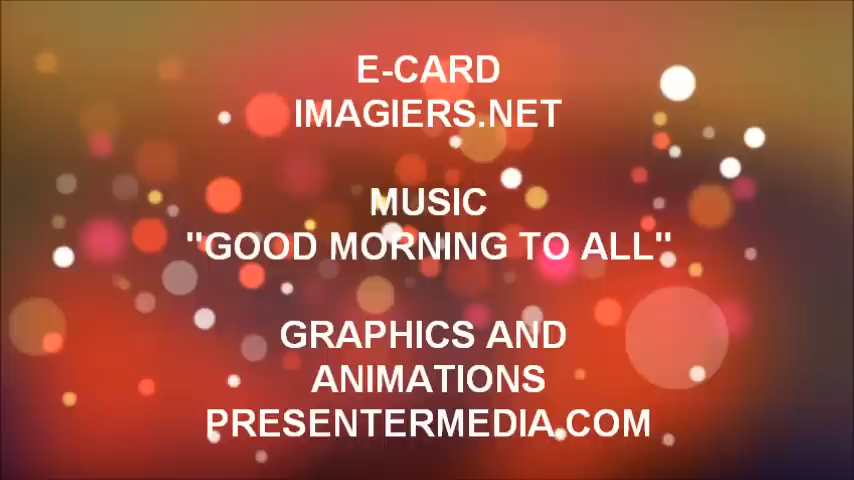 E-CARD
IMAGIERS.NET
MUSIC
"GOOD MORNING TO ALL"
GRAPHICS AND
ANIMATIONS
PRESENTERMEDIA.COM